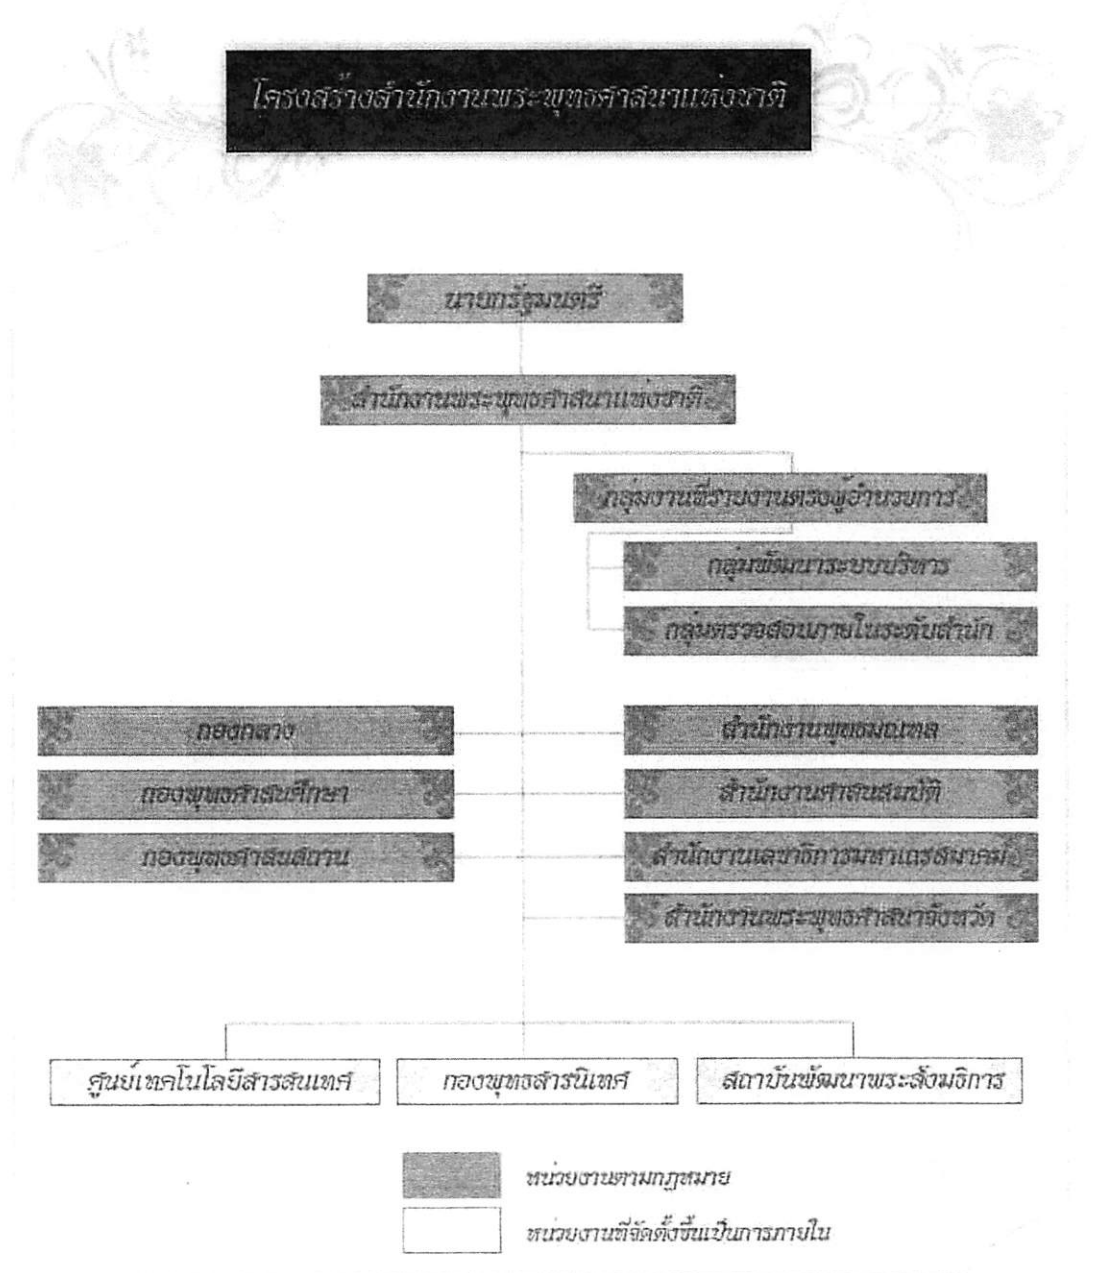 โครงสร้างสำนักงานพระพุทธศาสนาแห่งชาติ
นายกรัฐมนตรี
สำนักงานพระพุทธศาสนาแห่งชาติ
กลุ่มงานที่รายงานตรงผู้อำนวยการ
กลุ่มพัฒนาระบบบริหาร
กลุ่มตรวจสอบภายในระดับสำนัก
กองกลาง
สำนักงานพุทธมณฑล
กองพุทธศาสนศึกษา
สำนักงานศาสนสมบัติ
กองพุทธศาสนสถาน
สำนักงานเลขาธิการมหาเถรสมาคม
สำนักงานพระพุทธศาสนาจังหวัด
ศูนย์เทคโนโลยีสารสนเทศ
กองพุทธสารนิเทศ
สถาบันพัฒนาพระสังฆาธิการ
หน่วยงานตามกฎหมาย
หน่วยงานที่จัดตั้งขึ้นเป็นการภายใน